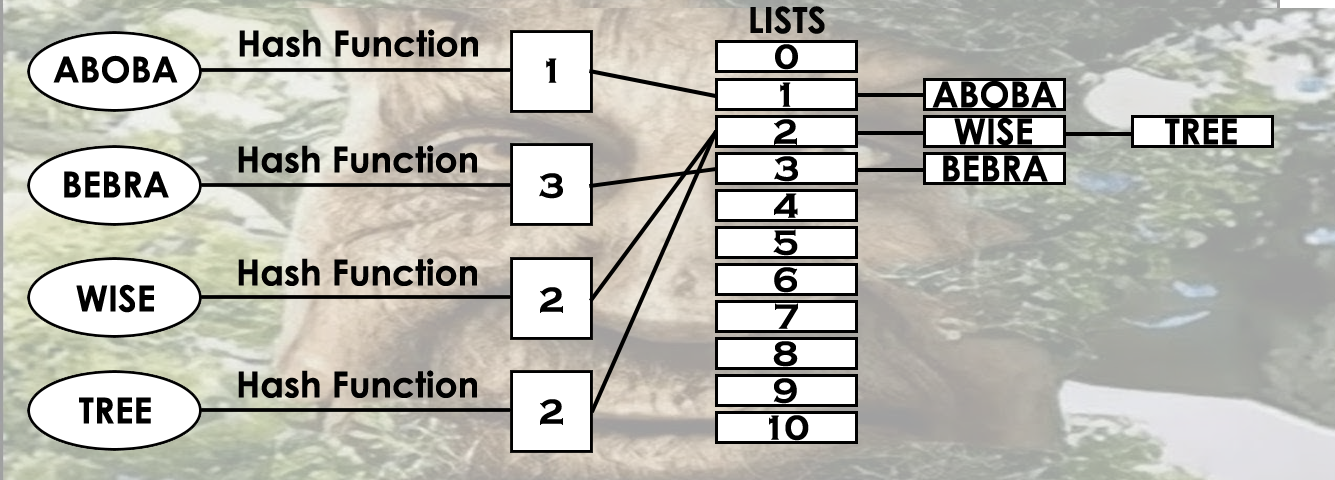 LISTS
ABOBA Hash Function 1
BEBRA Hash Function 3
WISE Hash Function 2
TREE Hash Function 2
0
1 ABOBA
2 WISE TREE
3 BEBRA
4
5
6
7
8
9
10